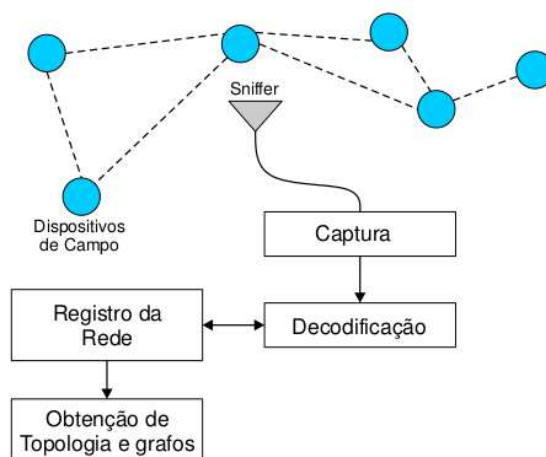 Sniffer
Dispositivos
de Campo
Captura
Registro da
Rede
Decodificação
Obtenção de
Topologia e grafos